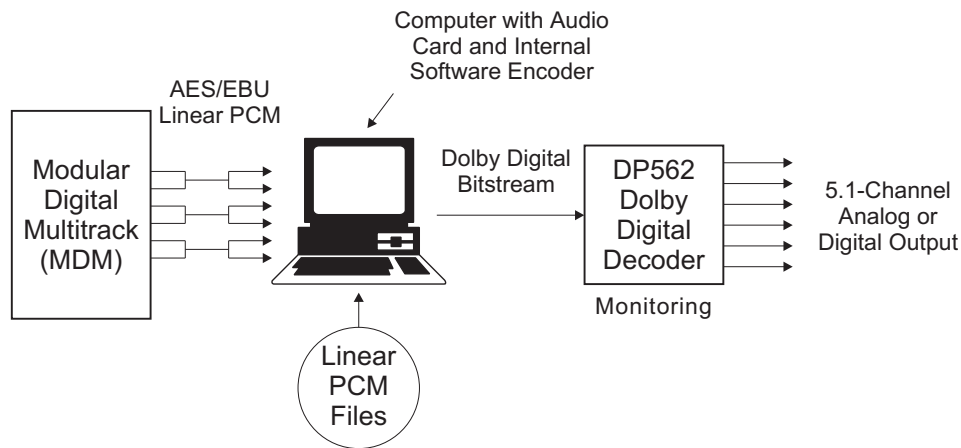 Computer with Audio
Card and Internal
Software Encoder
AES/EBU
Linear PCM
Modular
Digital
Multitrack
(MDM)
Dolby Digital
Bitstream
DP562
Dolby
Digital
Decoder
Monitoring
5.1-Channel
Analog or
Digital Output
Linear
PCM
Files